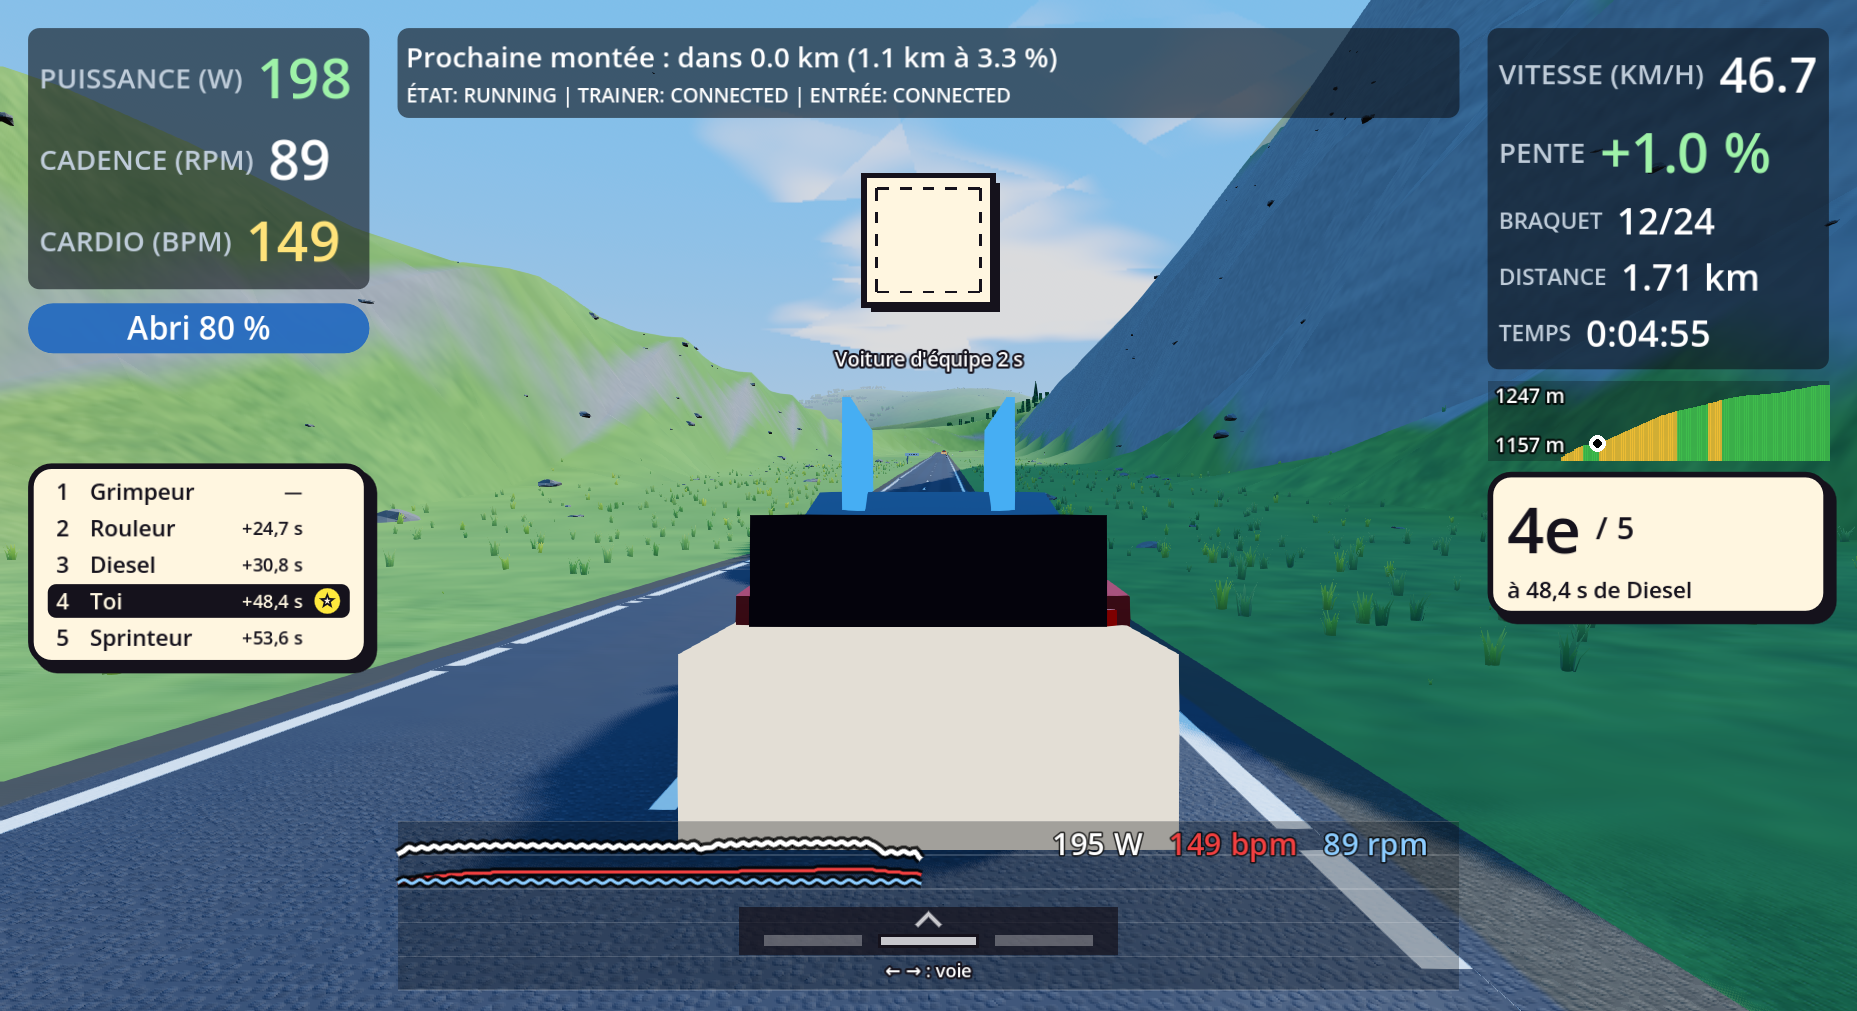 PUISSANCE (W) 198
CADENCE (RPM) 89
CARDIO (BPM) 149
Abri 80 %
Prochaine montée : dans 0.0 km (1.1 km à 3.3 %)
ÉTAT: RUNNING | TRAINER: CONNECTED | ENTRÉE: CONNECTED
VITESSE (KM/H) 46.7
PENTE +1.0 %
BRAQUET 12/24
DISTANCE 1.71 km
TEMPS 0:04:55
1247 m
1157 m
Voiture d'équipe 2 s
1 Grimpeur —
2 Rouleur +24,7 s
3 Diesel +30,8 s
4 Toi +48,4 s
5 Sprinteur +53,6 s
4e / 5
à 48,4 s de Diesel
195 W 149 bpm 89 rpm
← → : voie